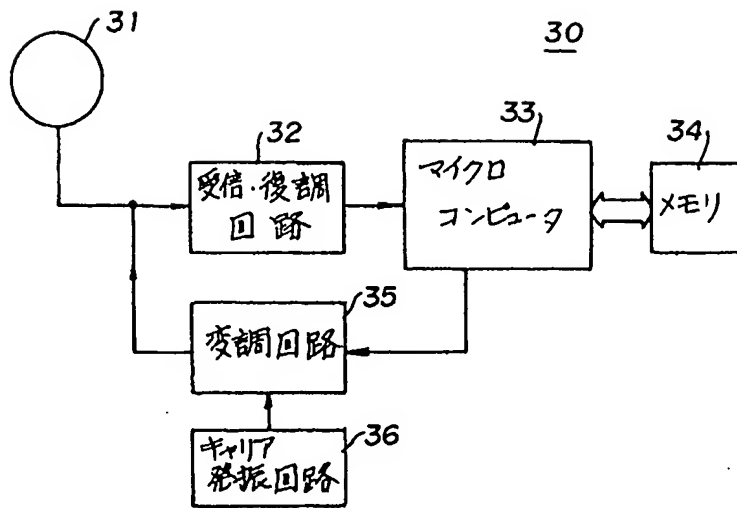 31
30
32
受信・復調
回路
33
マイクロ
コンピュータ
34
メモリ
35
変調回路
キャリア
発振回路
36